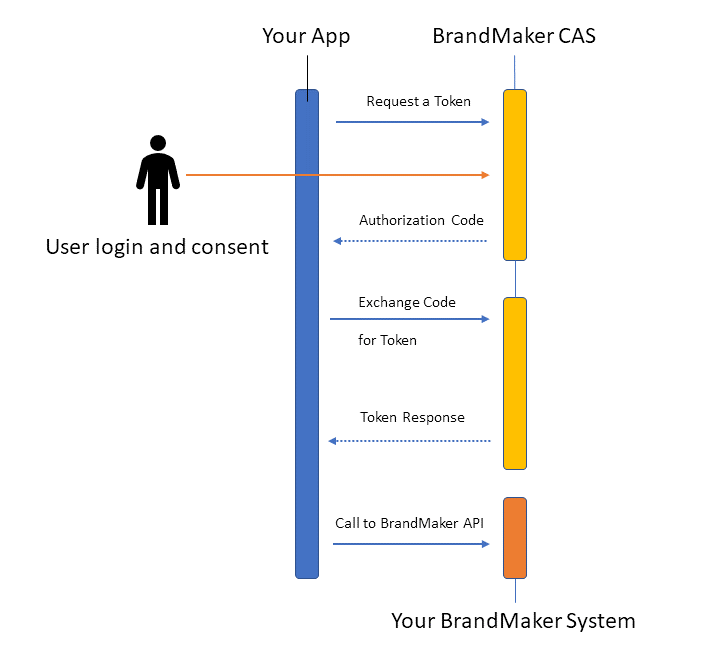 Your App
BrandMaker CAS
Request a Token
User login and consent
Authorization Code
Exchange Code
for Token
Token Response
Call to BrandMaker API
Your BrandMaker System